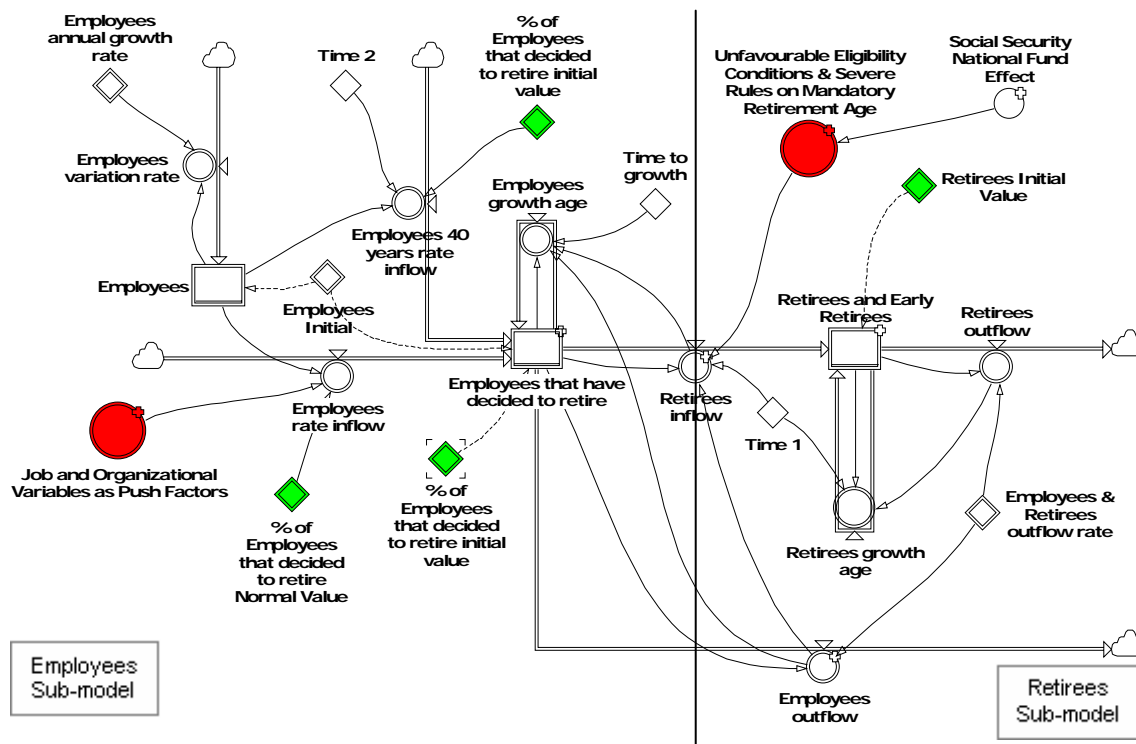 Employees
annual growth
rate
Time 2
% of
Employees
that decided
to retire initial
value
Unfavourable Eligibility
Conditions & Severe
Rules on Mandatory
Retirement Age
Social Security
National Fund
Effect
Employees
variation rate
Employees
growth age
Time to
growth
Retirees Initial
Value
Employees 40
years rate
inflow
Employees
Employees
Initial
Retirees and Early
Retirees
Retirees
outflow
Employees that have
decided to retire
Retirees
inflow
Employees
rate inflow
Time 1
Job and Organizational
Variables as Push Factors
% of
Employees
that decided
to retire initial
value
% of
Employees
that decided
to retire
Normal Value
Employees &
Retirees
outflow rate
Retirees growth
age
Employees
Sub-model
Employees
outflow
Retirees
Sub-model